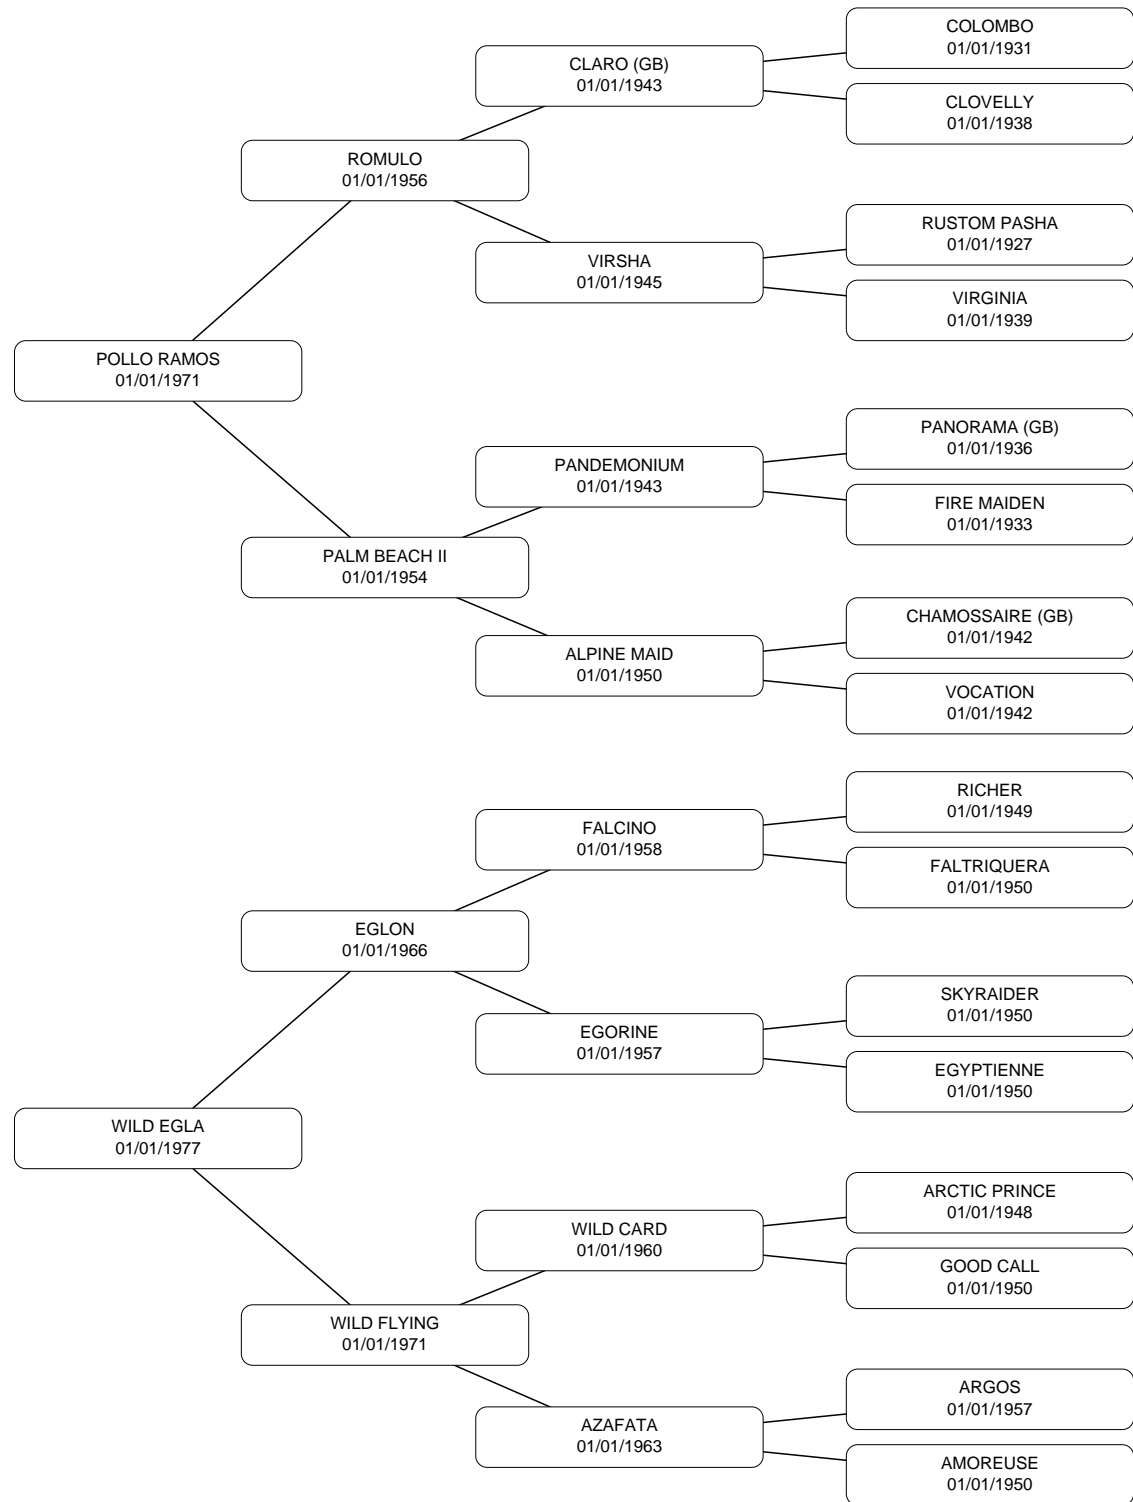 COLOMBO
01/01/1931
CLARO (GB)
01/01/1943
CLOVELLY
01/01/1938
ROMULO
01/01/1956
RUSTOM PASHA
01/01/1927
VIRSHA
01/01/1945
VIRGINIA
01/01/1939
POLLO RAMOS
01/01/1971
PANORAMA (GB)
01/01/1936
PANDEMONIUM
01/01/1943
FIRE MAIDEN
01/01/1933
PALM BEACH II
01/01/1954
CHAMOSSAIRE (GB)
01/01/1942
ALPINE MAID
01/01/1950
VOCATION
01/01/1942
RICHER
01/01/1949
FALCINO
01/01/1958
FALTRIQUERA
01/01/1950
EGLON
01/01/1966
SKYRAIDER
01/01/1950
EGORINE
01/01/1957
EGYPTIENNE
01/01/1950
WILD EGLA
01/01/1977
ARCTIC PRINCE
01/01/1948
WILD CARD
01/01/1960
GOOD CALL
01/01/1950
WILD FLYING
01/01/1971
ARGOS
01/01/1957
AZAFATA
01/01/1963
AMOREUSE
01/01/1950